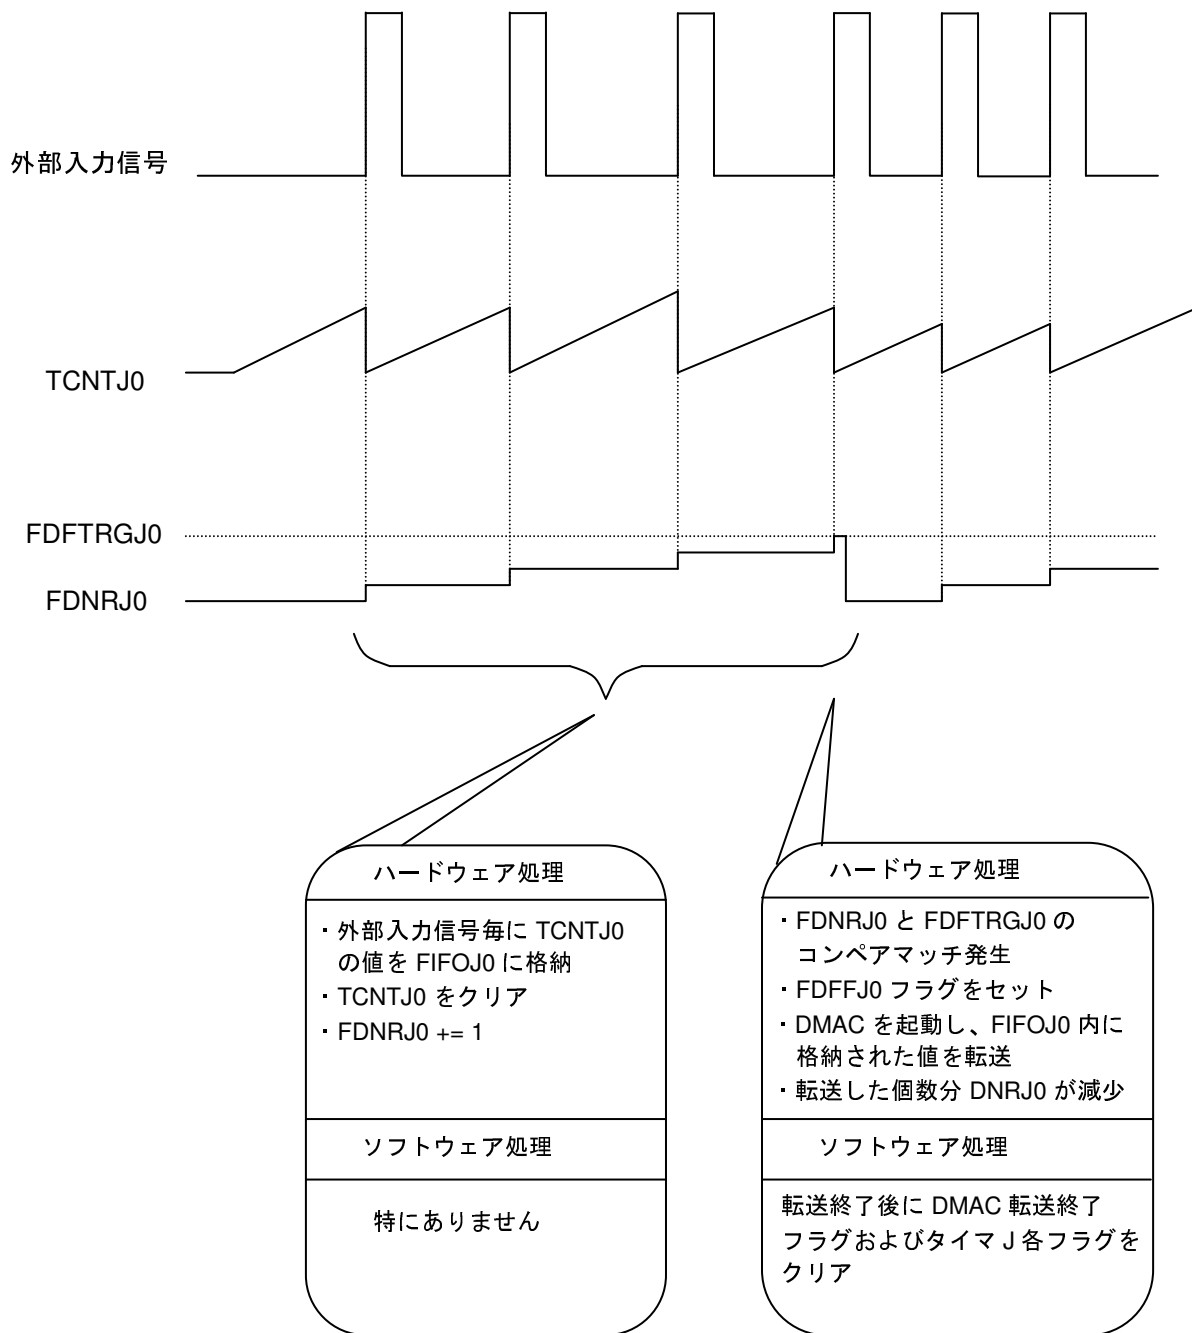 外部入力信号
TCNTJ0
FDFTRGJ0
FDNRJ0
ハードウェア処理
・外部入力信号毎に TCNTJ0
の値を FIFOJ0 に格納
・TCNTJ0 をクリア
・FDNRJ0 += 1
ソフトウェア処理
特にありません
ハードウェア処理
・FDNRJ0 と FDFTRGJ0 の
コンペアマッチ発生
・FDFFJ0 フラグをセット
・DMAC を起動し、FIFOJ0 内に
格納された値を転送
・転送した個数分 DNRJ0 が減少
ソフトウェア処理
転送終了後に DMAC 転送終了
フラグおよびタイマ J 各フラグを
クリア